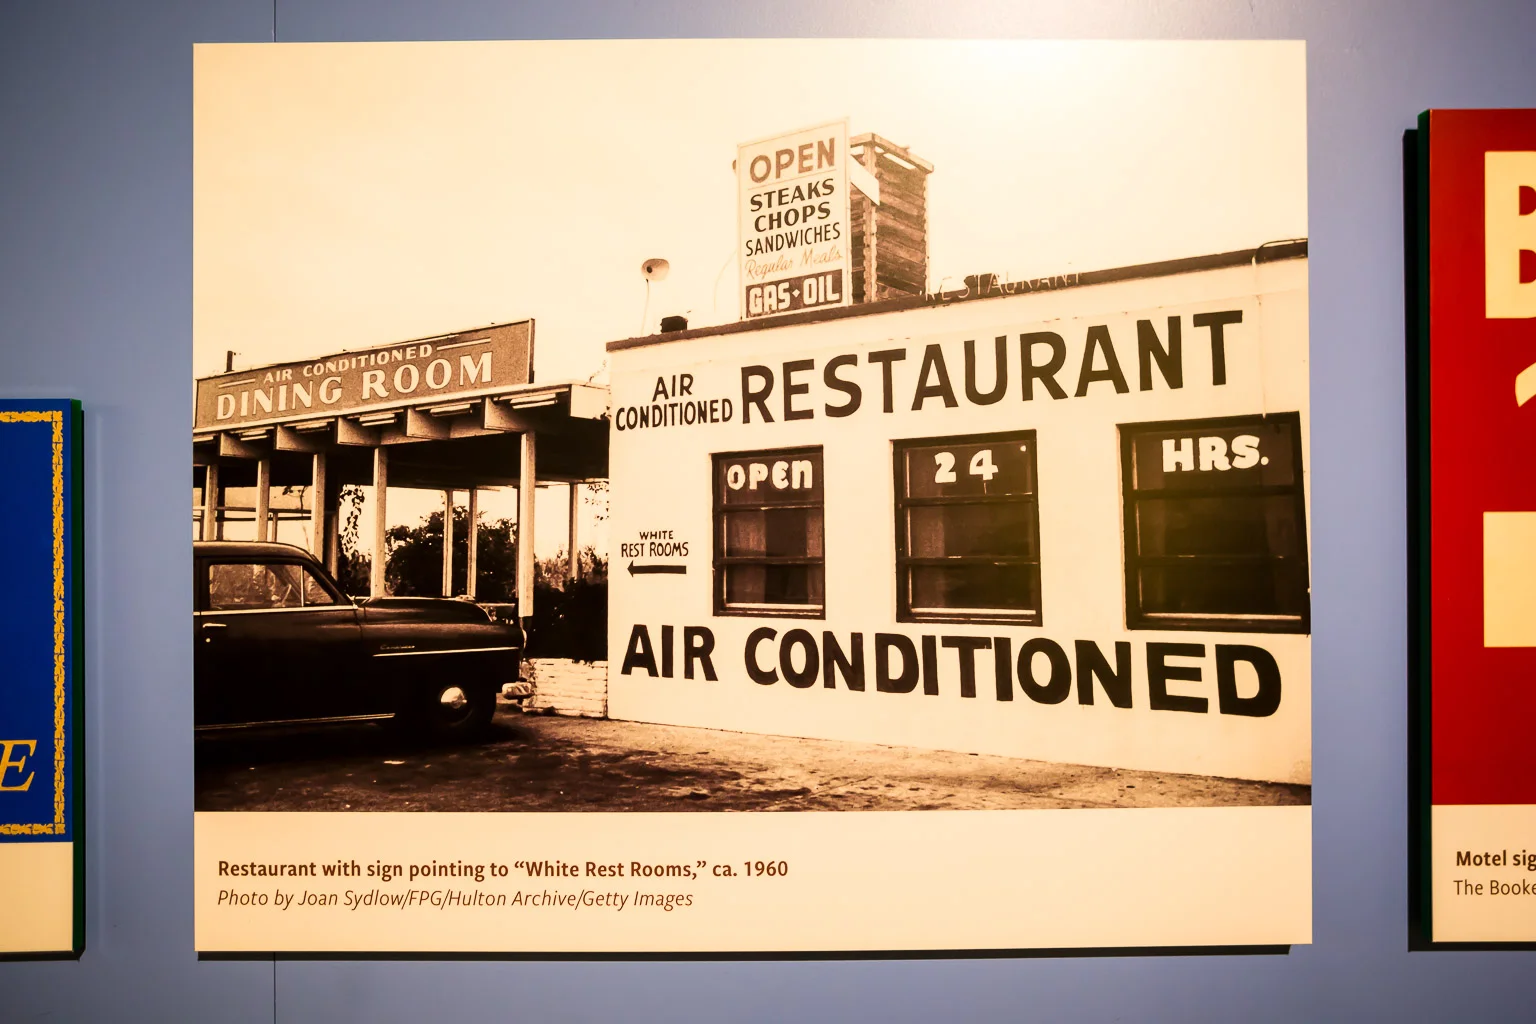 OPEN
STEAKS
CHOPS
SANDWICHES
Regular Meals
GAS·OIL
RESTAURANT
AIR CONDITIONED
DINING ROOM
AIR
CONDITIONED
RESTAURANT
OPEN
24
HRS.
WHITE
REST ROOMS
AIR CONDITIONED
Restaurant with sign pointing to “White Rest Rooms,” ca. 1960
Photo by Joan Sydlow/FPG/Hulton Archive/Getty Images
E
B
Motel sig
The Booke